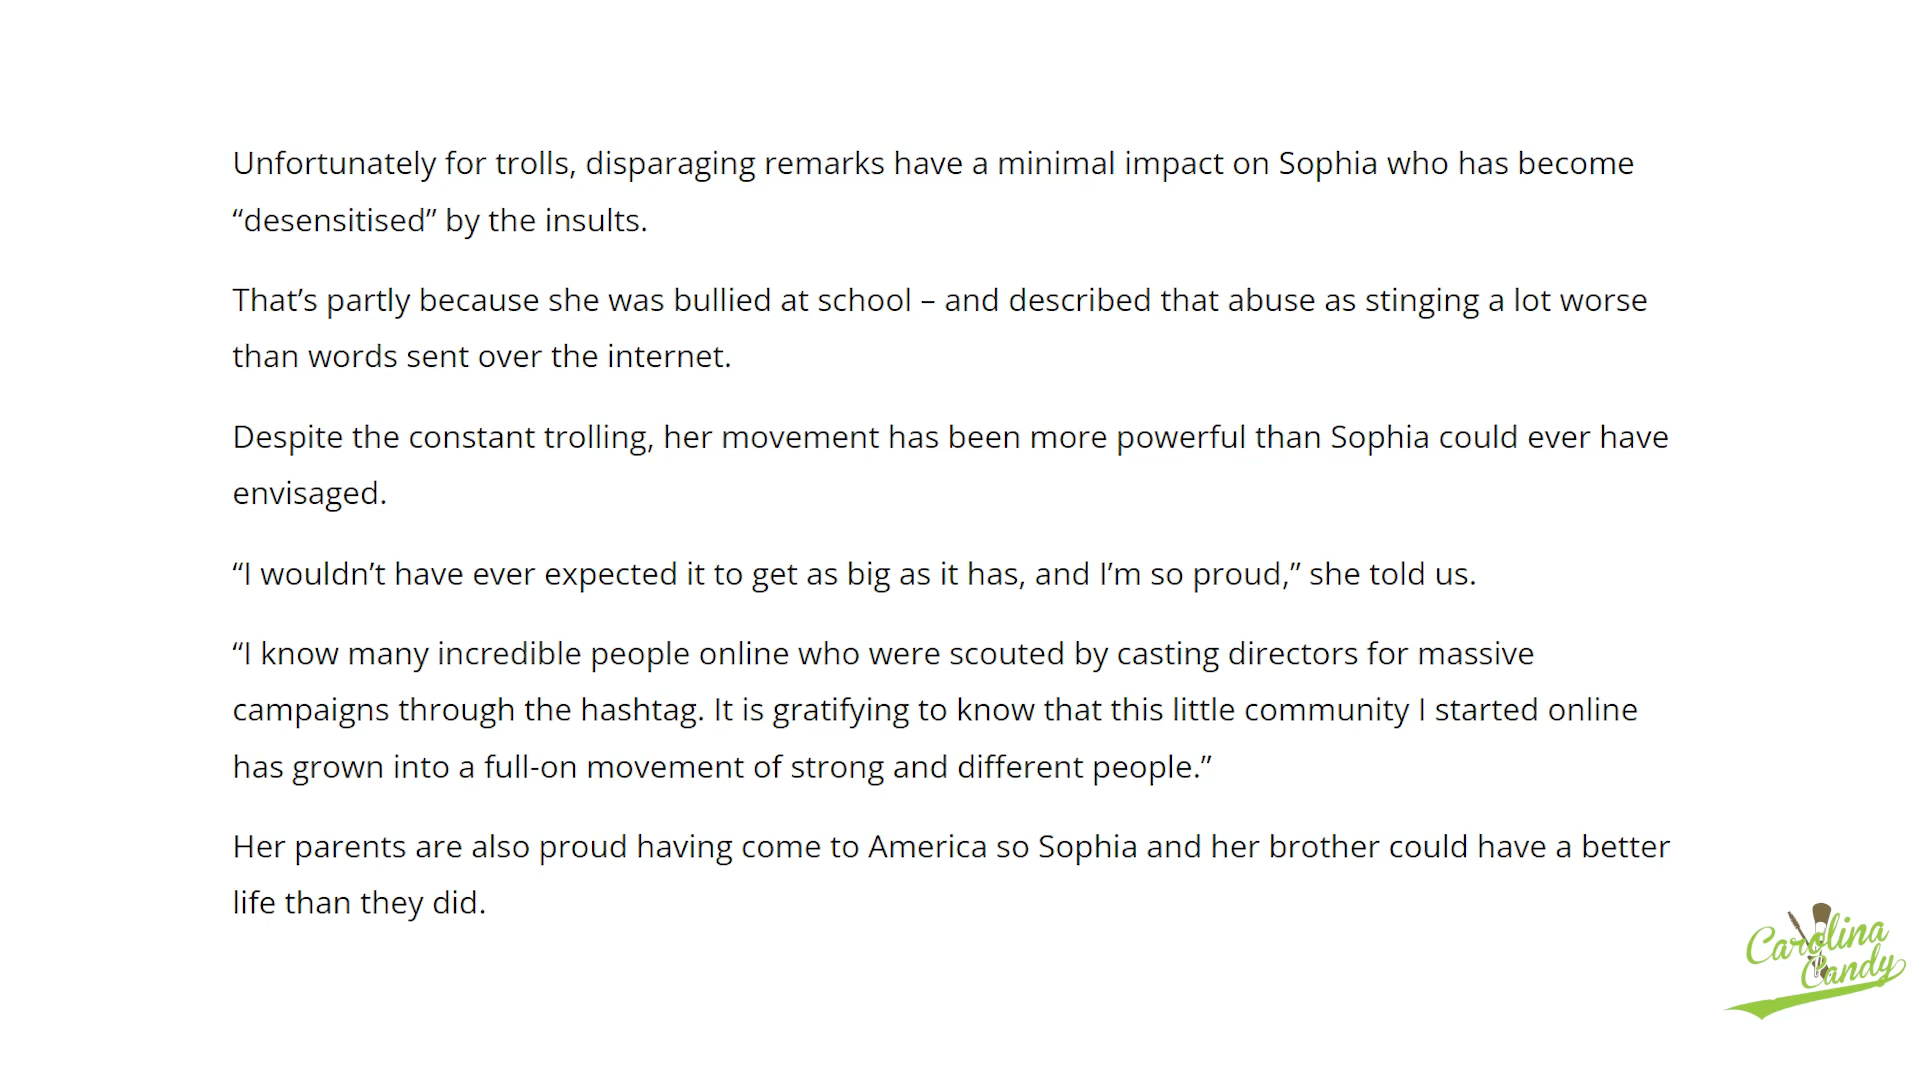 Unfortunately for trolls, disparaging remarks have a minimal impact on Sophia who has become
“desensitised” by the insults.
That’s partly because she was bullied at school – and described that abuse as stinging a lot worse
than words sent over the internet.
Despite the constant trolling, her movement has been more powerful than Sophia could ever have
envisaged.
“I wouldn’t have ever expected it to get as big as it has, and I’m so proud,” she told us.
“I know many incredible people online who were scouted by casting directors for massive
campaigns through the hashtag. It is gratifying to know that this little community I started online
has grown into a full-on movement of strong and different people.”
Her parents are also proud having come to America so Sophia and her brother could have a better
life than they did.
Carolina
Candy